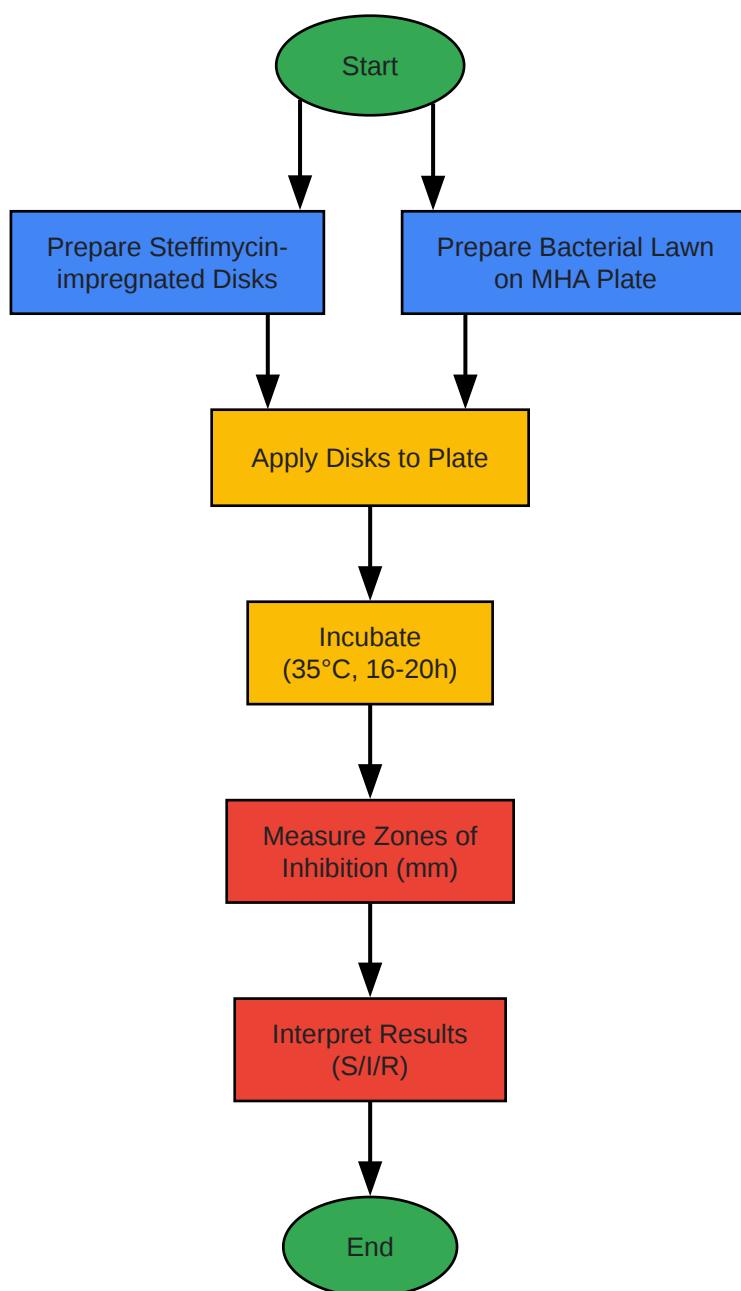 Start
Prepare Steffimycin-
impregnated Disks
Prepare Bacterial Lawn
on MHA Plate
Apply Disks to Plate
Incubate
(35°C, 16-20h)
Measure Zones of
Inhibition (mm)
Interpret Results
(S/I/R)
End